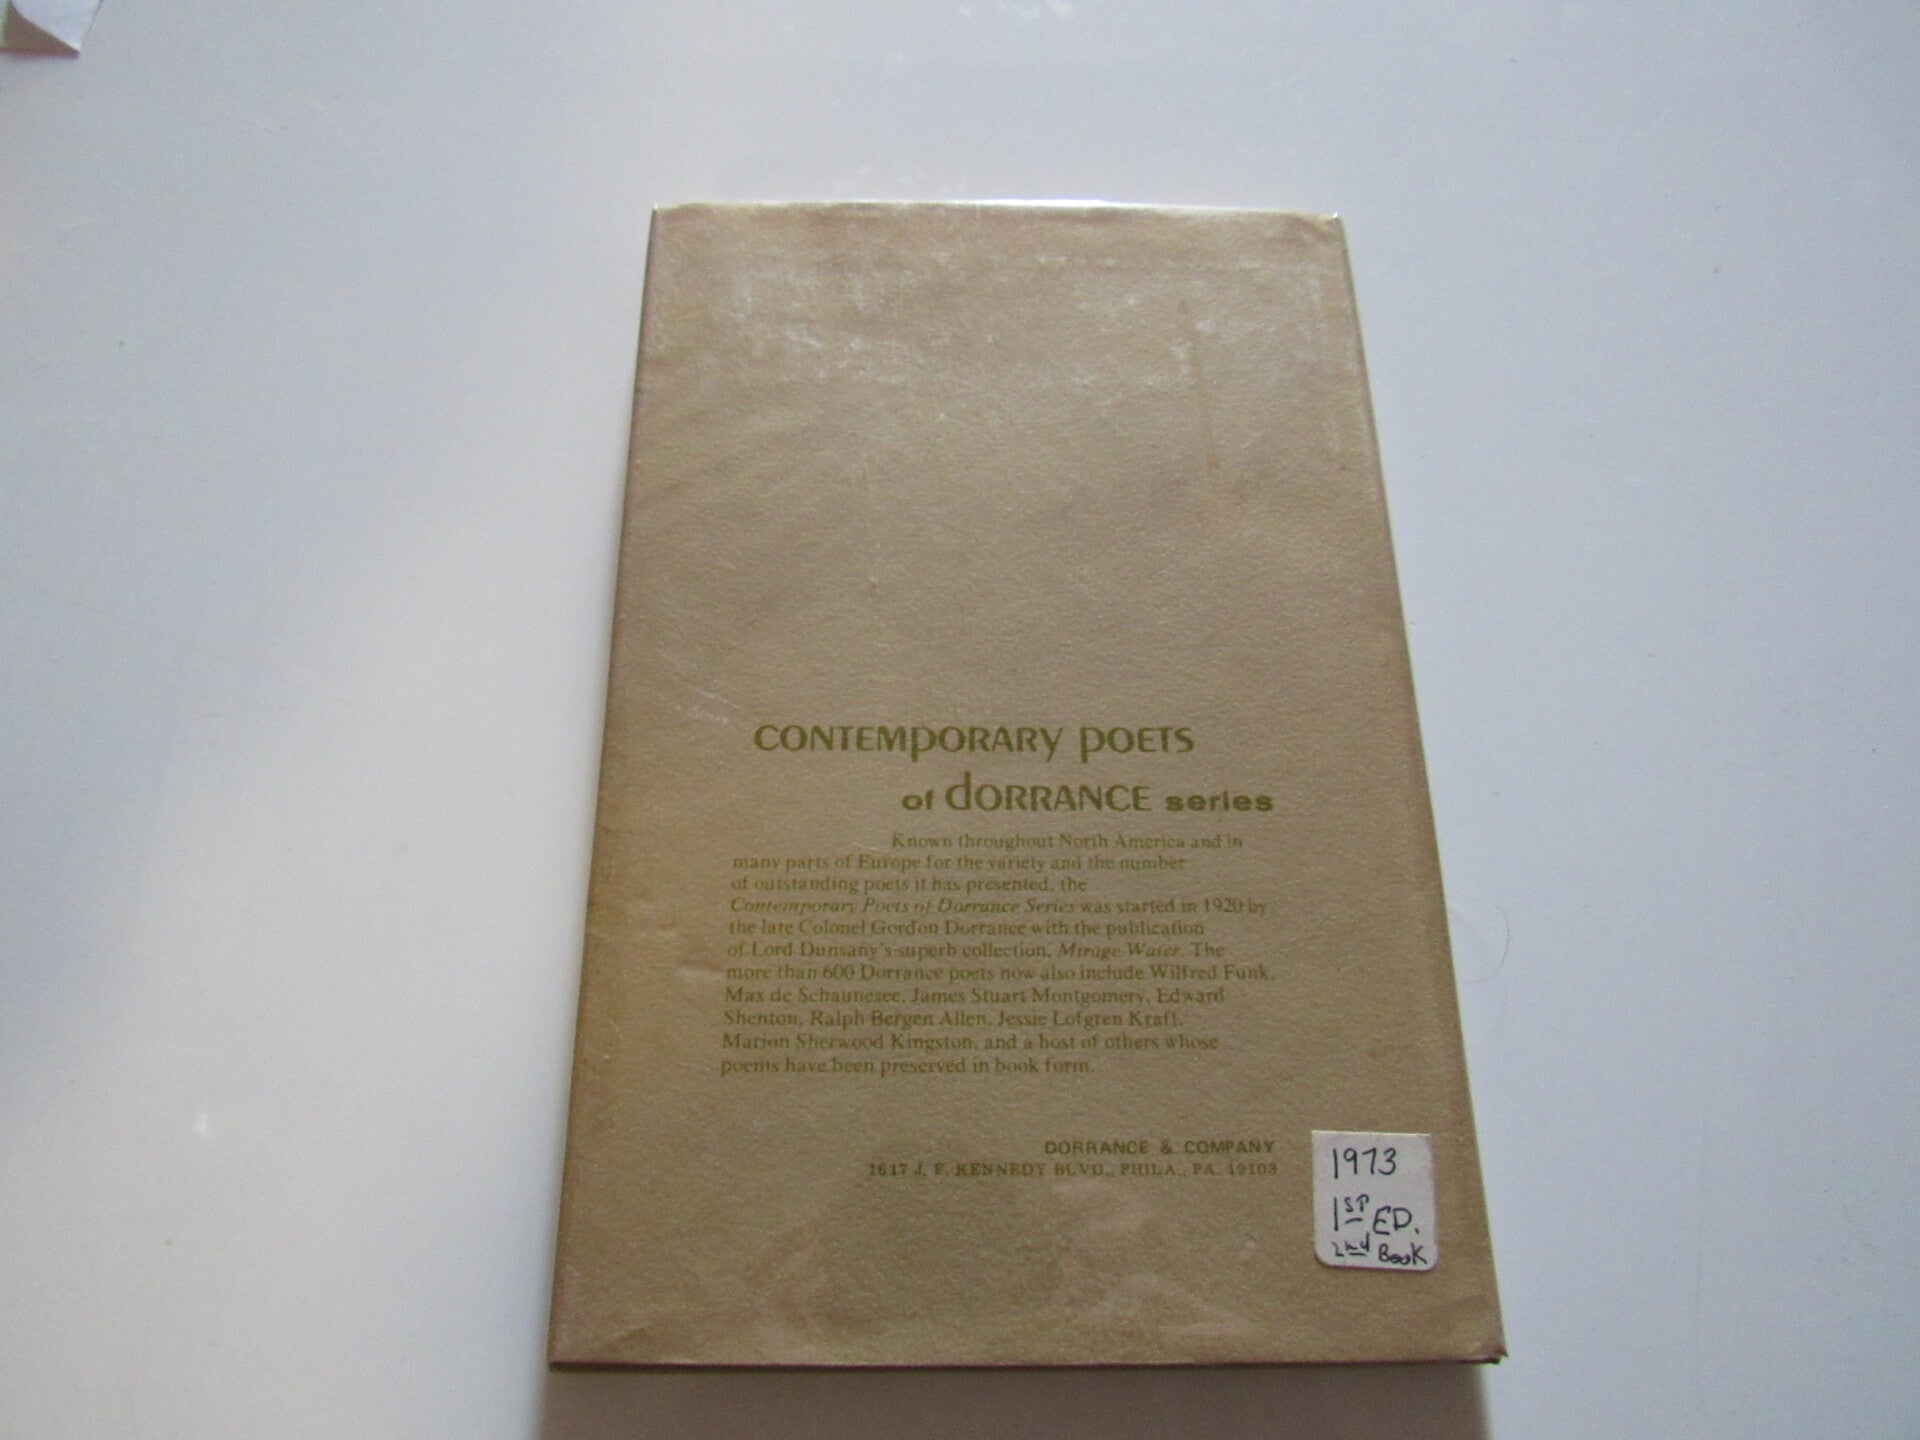 CONTEMPORARY POETS
of DORRANCE series
Known throughout North America and in
many parts of Europe for the variety and the number
of outstanding poets it has presented, the
Contemporary Poets of Dorrance Series was started in 1920 by
the late Colonel Gordon Dorrance with the publication
of Lord Dunsany's superb collection, Mirage Water. The
more than 600 Dorrance poets now also include Wilfred Funk,
Max de Schaunesee, James Stuart Montgomery, Edward
Shenton, Ralph Bergen Allen, Jessie Lofgren Kraft,
Marion Sherwood Kingston, and a host of others whose
poems have been preserved in book form.
DORRANCE & COMPANY
1617 J. F. KENNEDY BLVD., PHILA., PA. 19103
1973
1ST ED.
2nd Book